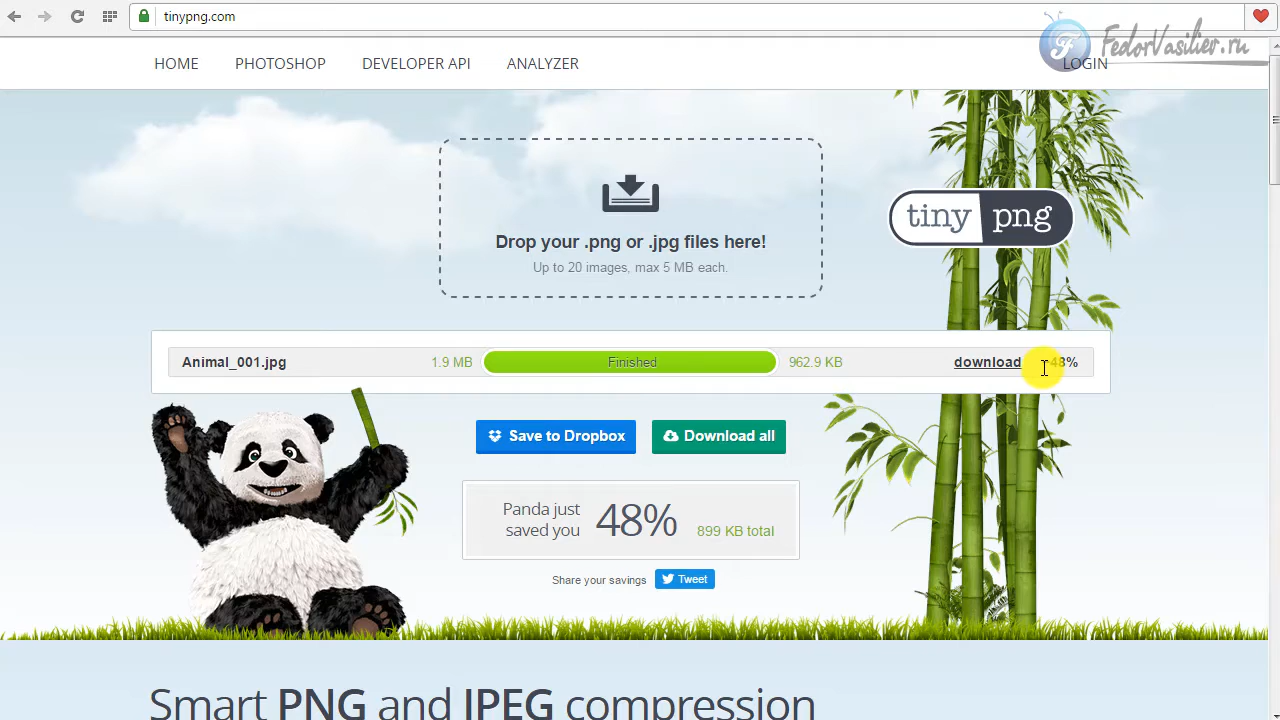 tinypng.com
FedorVasilier.ru
HOME PHOTOSHOP DEVELOPER API ANALYZER LOGIN
Drop your .png or .jpg files here!
Up to 20 images, max 5 MB each.
tiny png
Animal_001.jpg 1.9 MB Finished 962.9 KB download -48%
Save to Dropbox Download all
Panda just
saved you 48% 899 KB total
Share your savings Tweet
Smart PNG and JPEG compression